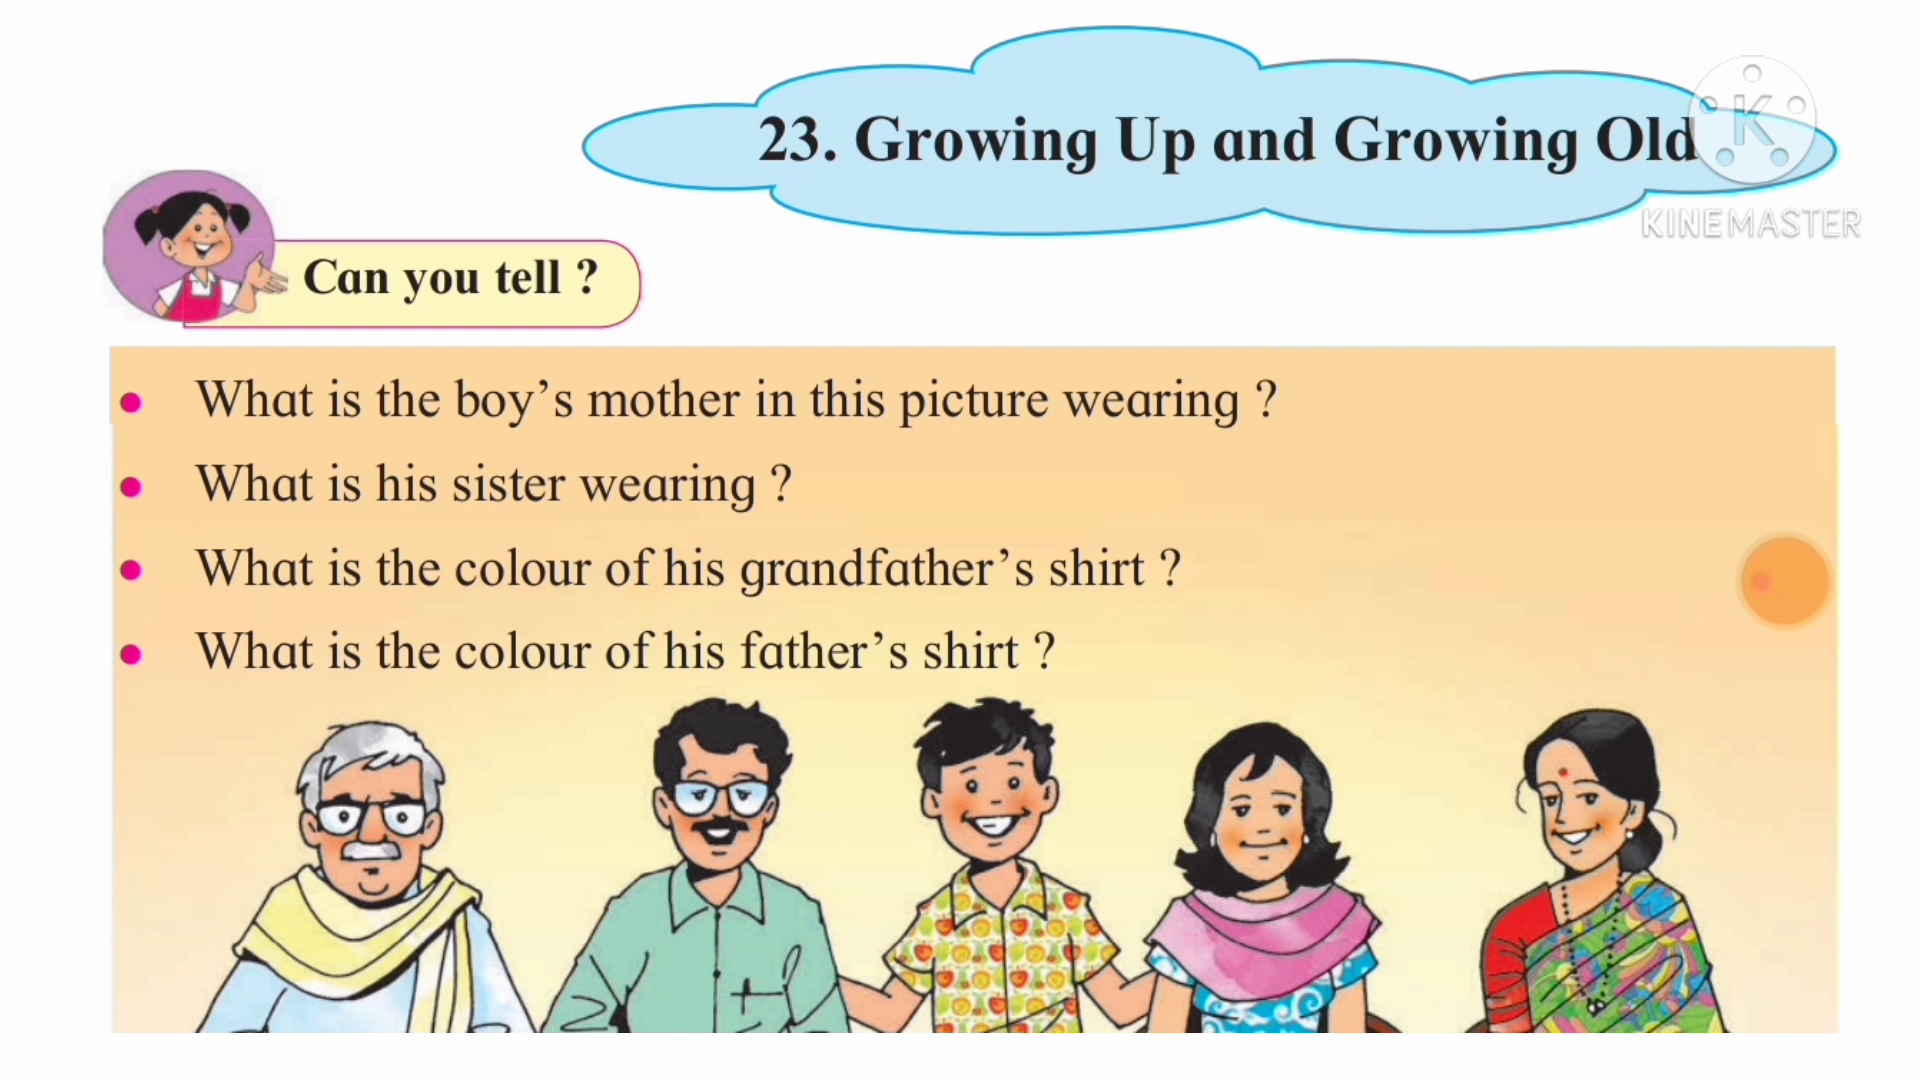 23. Growing Up and Growing Old
K
KINEMASTER
Can you tell ?
• What is the boy’s mother in this picture wearing ?
• What is his sister wearing ?
• What is the colour of his grandfather’s shirt ?
• What is the colour of his father’s shirt ?